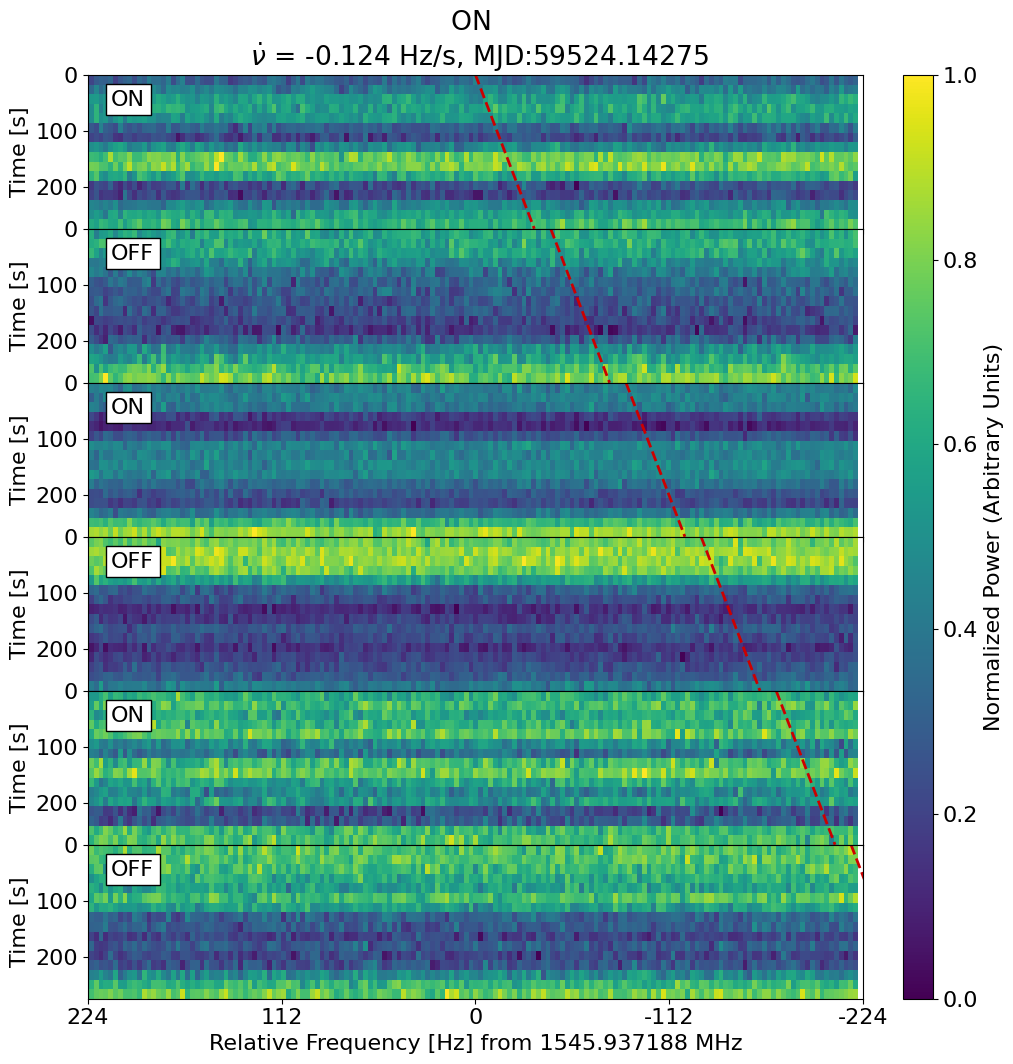 ON
ν̇ = -0.124 Hz/s, MJD:59524.14275
0
100
200
Time [s]
ON
0
100
200
Time [s]
OFF
0
100
200
Time [s]
ON
0
100
200
Time [s]
OFF
0
100
200
Time [s]
ON
0
100
200
Time [s]
OFF
224 112 0 -112 -224
Relative Frequency [Hz] from 1545.937188 MHz
1.0
0.8
0.6
0.4
0.2
0.0
Normalized Power (Arbitrary Units)